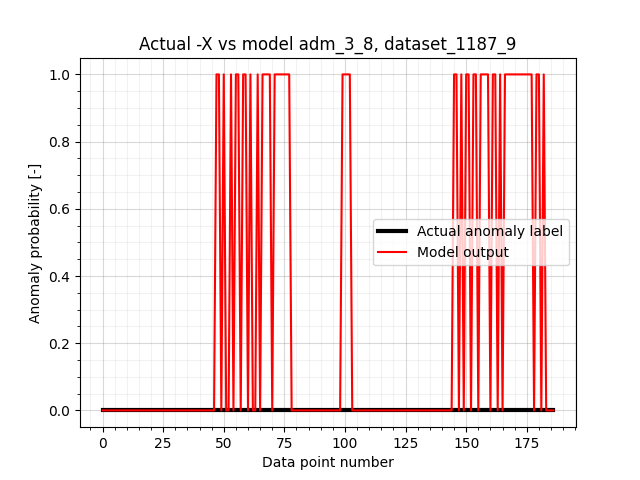 Actual -X vs model adm_3_8, dataset_1187_9
Anomaly probability [-]
1.0
0.8
0.6
0.4
0.2
0.0
Actual anomaly label
Model output
0 25 50 75 100 125 150 175
Data point number